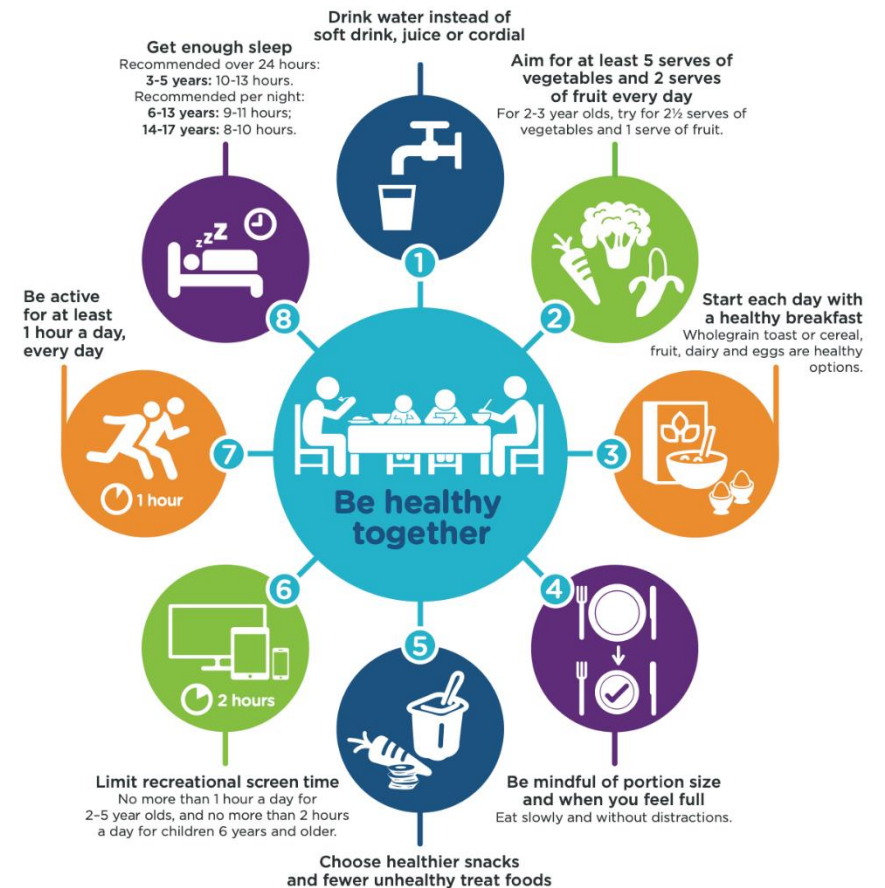 Drink water instead of
soft drink, juice or cordial
1
Aim for at least 5 serves of
vegetables and 2 serves
of fruit every day
For 2-3 year olds, try for 2½ serves of
vegetables and 1 serve of fruit.
2
Start each day with
a healthy breakfast
Wholegrain toast or cereal,
fruit, dairy and eggs are healthy
options.
3
4
Be mindful of portion size
and when you feel full
Eat slowly and without distractions.
5
Choose healthier snacks
and fewer unhealthy treat foods
6
2 hours
Limit recreational screen time
No more than 1 hour a day for
2–5 year olds, and no more than 2 hours
a day for children 6 years and older.
Be active
for at least
1 hour a day,
every day
7
1 hour
Get enough sleep
Recommended over 24 hours:
3-5 years: 10-13 hours.
Recommended per night:
6-13 years: 9-11 hours;
14-17 years: 8-10 hours.
zzZZ
8
Be healthy
together